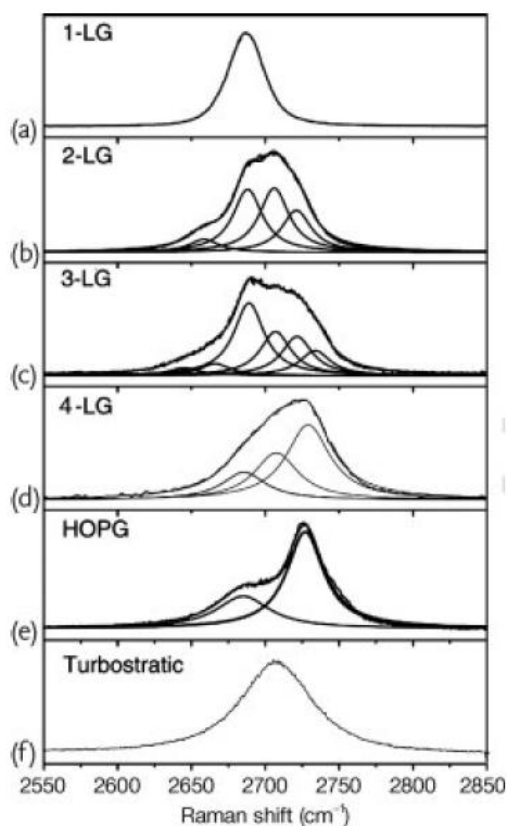 1-LG
(a)
2-LG
(b)
3-LG
(c)
4-LG
(d)
HOPG
(e)
Turbostratic
(f)
2550 2600 2650 2700 2750 2800 2850
Raman shift (cm⁻¹)